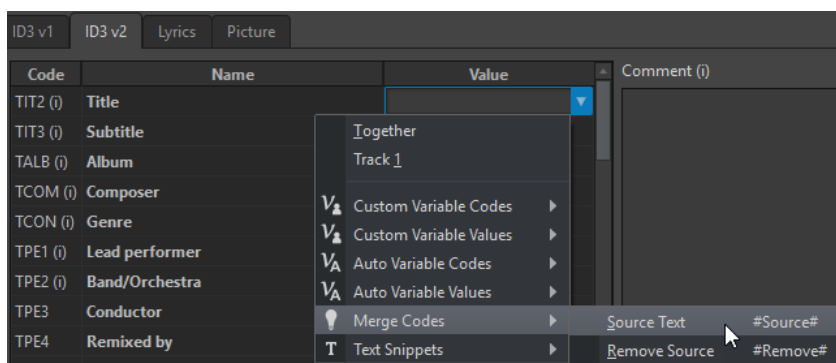 ID3 v1 ID3 v2 Lyrics Picture
Code Name Value Comment (i)
TIT2 (i) Title
TIT3 (i) Subtitle Together
TALB (i) Album Track 1
TCOM (i) Composer Custom Variable Codes
TCON (i) Genre Custom Variable Values
TPE1 (i) Lead performer Auto Variable Codes
TPE2 (i) Band/Orchestra Auto Variable Values
TPE3 Conductor Merge Codes Source Text #Source#
TPE4 Remixed by T Text Snippets Remove Source #Remove#